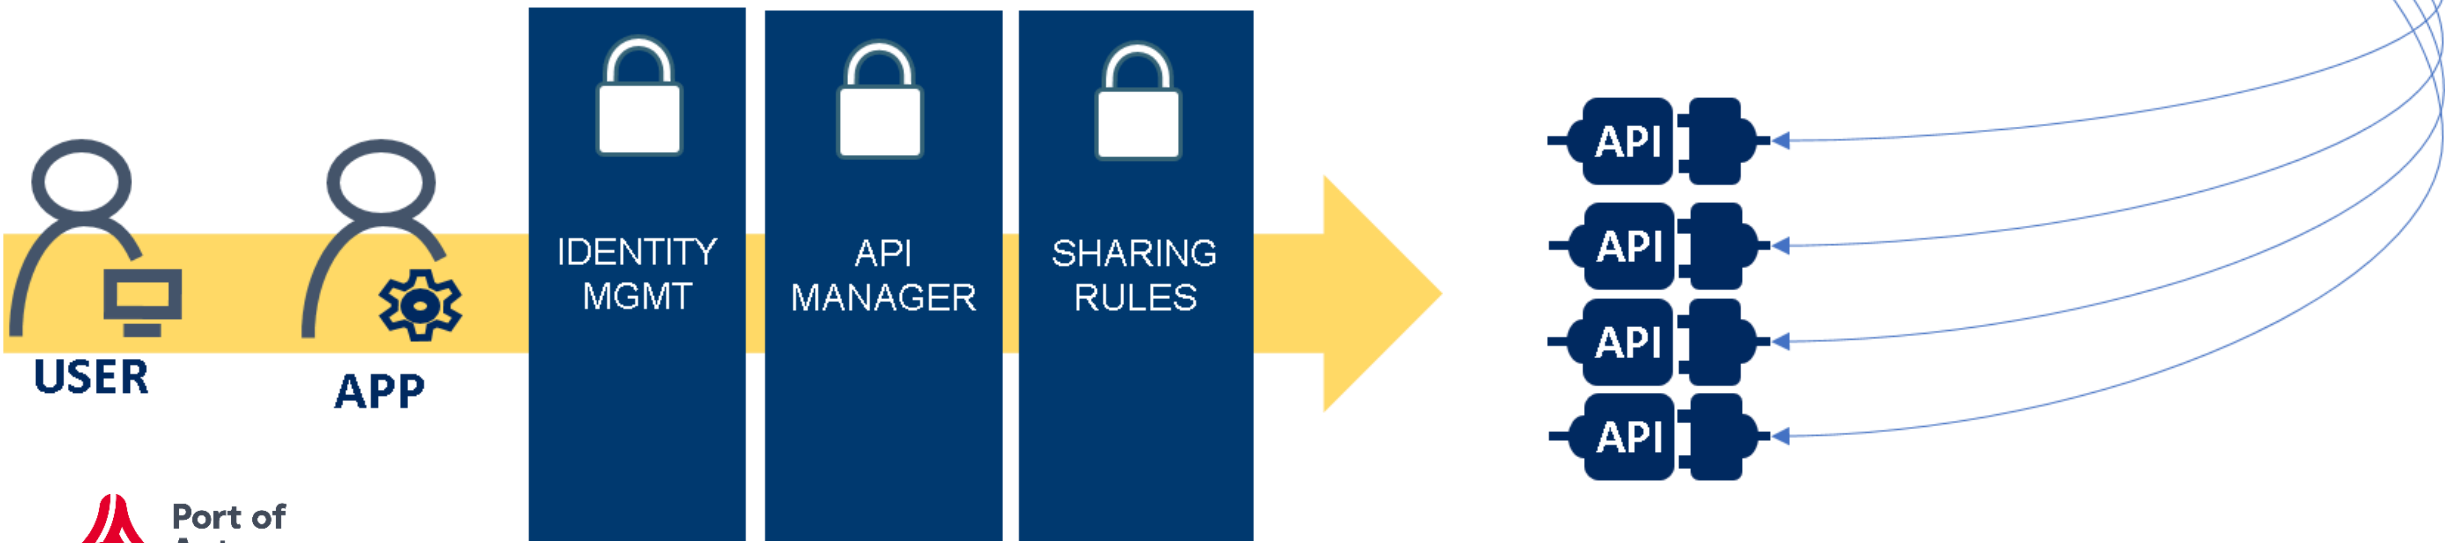 IDENTITY
MGMT
API
MANAGER
SHARING
RULES
USER
APP
API
API
API
API
Port of